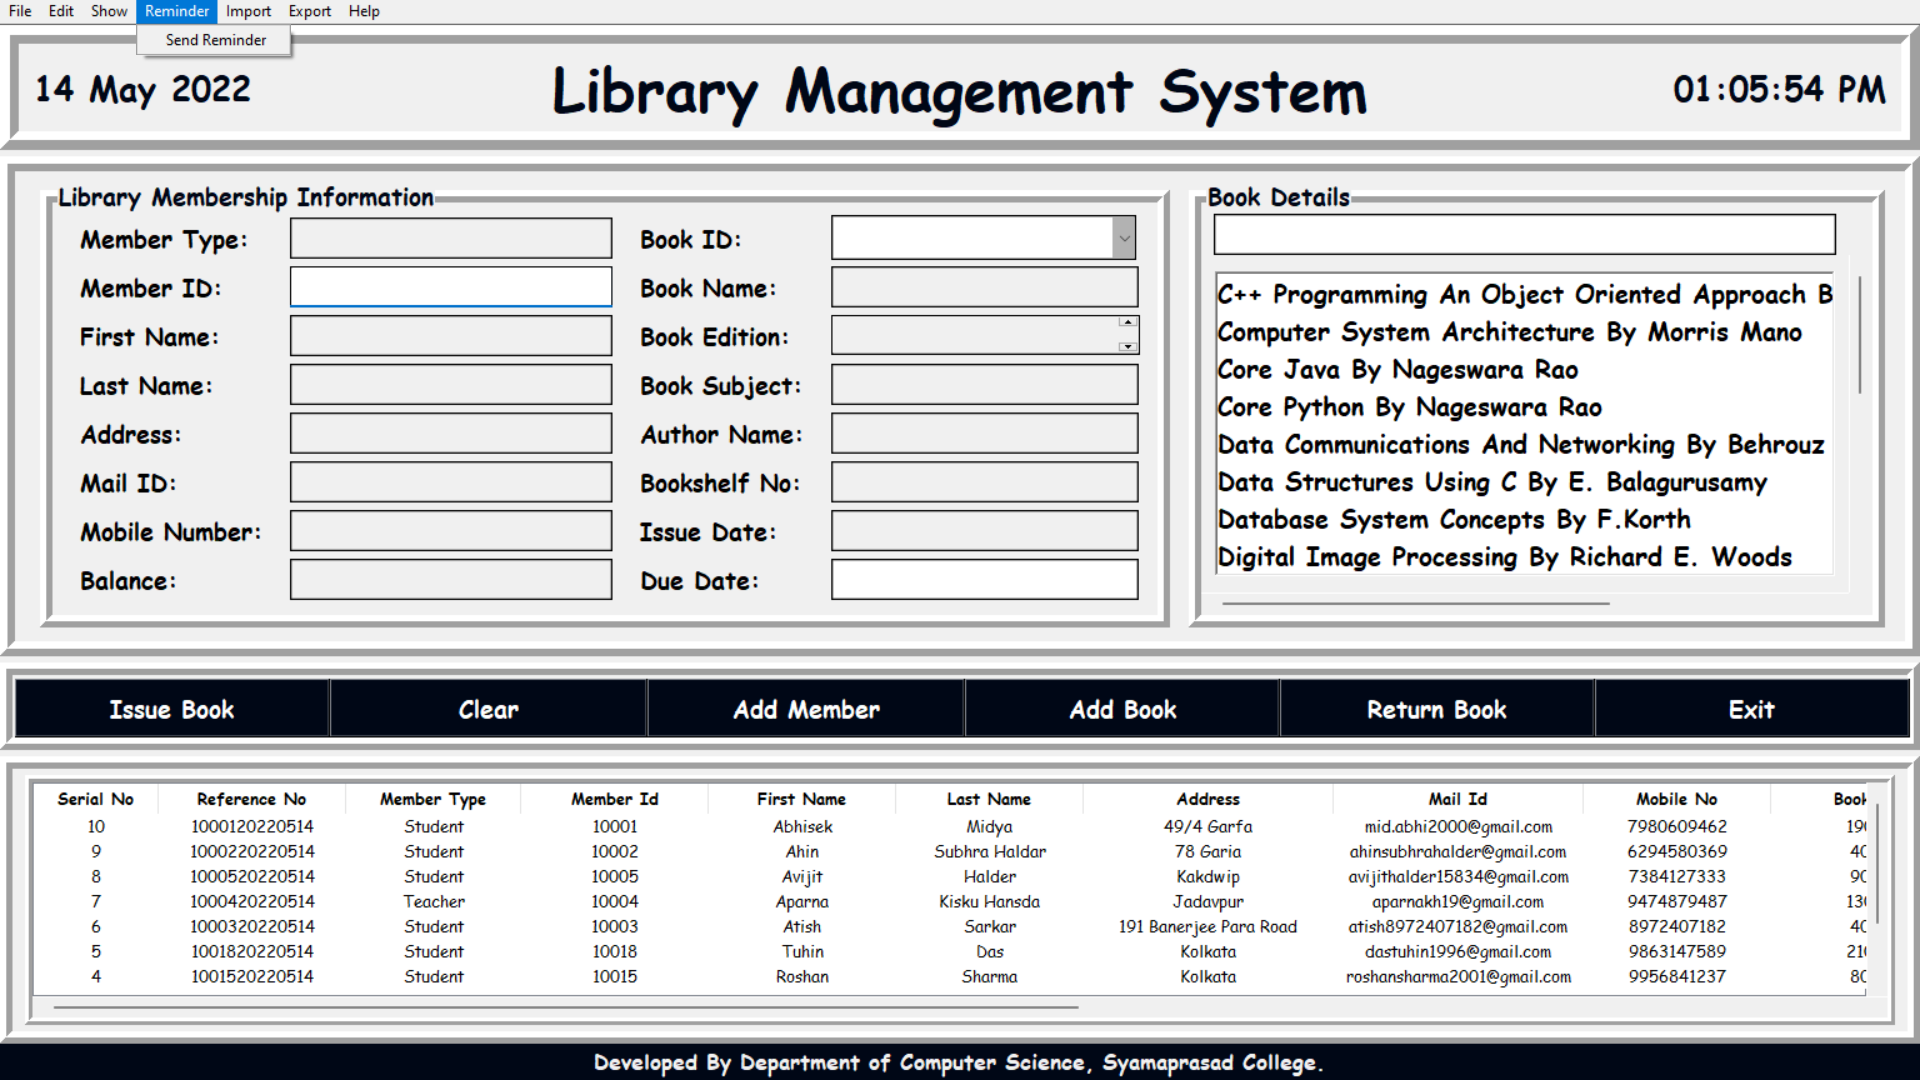 File Edit Show Reminder Import Export Help
Send Reminder
14 May 2022
Library Management System
01:05:54 PM
Library Membership Information
Member Type:
Member ID:
First Name:
Last Name:
Address:
Mail ID:
Mobile Number:
Balance:
Book ID:
Book Name:
Book Edition:
Book Subject:
Author Name:
Bookshelf No:
Issue Date:
Due Date:
Book Details
C++ Programming An Object Oriented Approach B
Computer System Architecture By Morris Mano
Core Java By Nageswara Rao
Core Python By Nageswara Rao
Data Communications And Networking By Behrouz
Data Structures Using C By E. Balagurusamy
Database System Concepts By F.Korth
Digital Image Processing By Richard E. Woods
Issue Book Clear Add Member Add Book Return Book Exit
Serial No Reference No Member Type Member Id First Name Last Name Address Mail Id Mobile No Book
10 1000120220514 Student 10001 Abhisek Midya 49/4 Garfa mid.abhi2000@gmail.com 7980609462
9 1000220220514 Student 10002 Ahin Subhra Haldar 78 Garia ahinsubhrahalder@gmail.com 6294580369
8 1000520220514 Student 10005 Avijit Halder Kakdwip avijithalder15834@gmail.com 7384127333
7 1000420220514 Teacher 10004 Aparna Kisku Hansda Jadavpur aparnakh19@gmail.com 9474879487
6 1000320220514 Student 10003 Atish Sarkar 191 Banerjee Para Road atish8972407182@gmail.com 8972407182
5 1001820220514 Student 10018 Tuhin Das Kolkata dastuhin1996@gmail.com 9863147589
4 1001520220514 Student 10015 Roshan Sharma Kolkata roshansharma2001@gmail.com 9956841237
Developed By Department of Computer Science, Syamaprasad College.